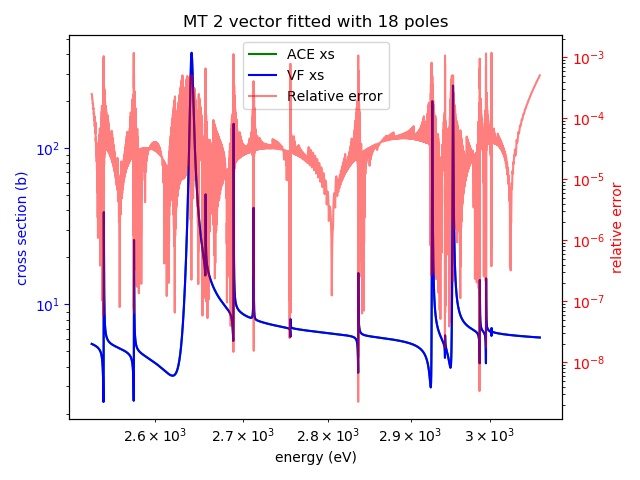 MT 2 vector fitted with 18 poles
ACE xs
VF xs
Relative error
cross section (b)
10²
10¹
relative error
10⁻³
10⁻⁴
10⁻⁵
10⁻⁶
10⁻⁷
10⁻⁸
2.6 × 10³
2.7 × 10³
2.8 × 10³
2.9 × 10³
3 × 10³
energy (eV)